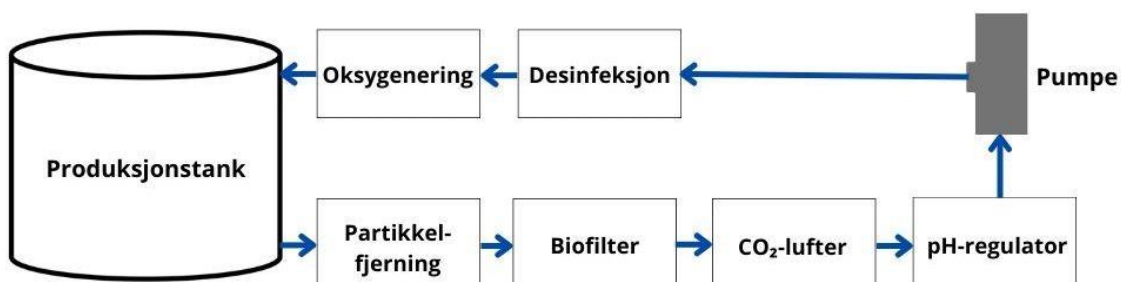 Oksygenering
Desinfeksjon
Pumpe
Produksjonstank
Partikkel-
fjerning
Biofilter
CO₂-lufter
pH-regulator